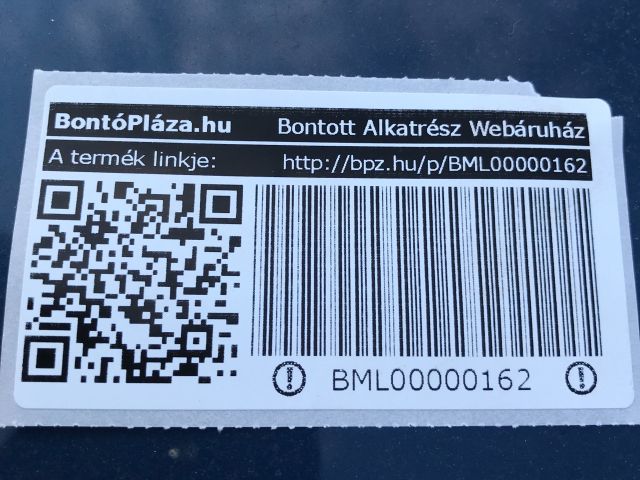 BontóPláza.hu Bontott Alkatrész Webáruház
A termék linkje: http://bpz.hu/p/BML00000162
BML00000162